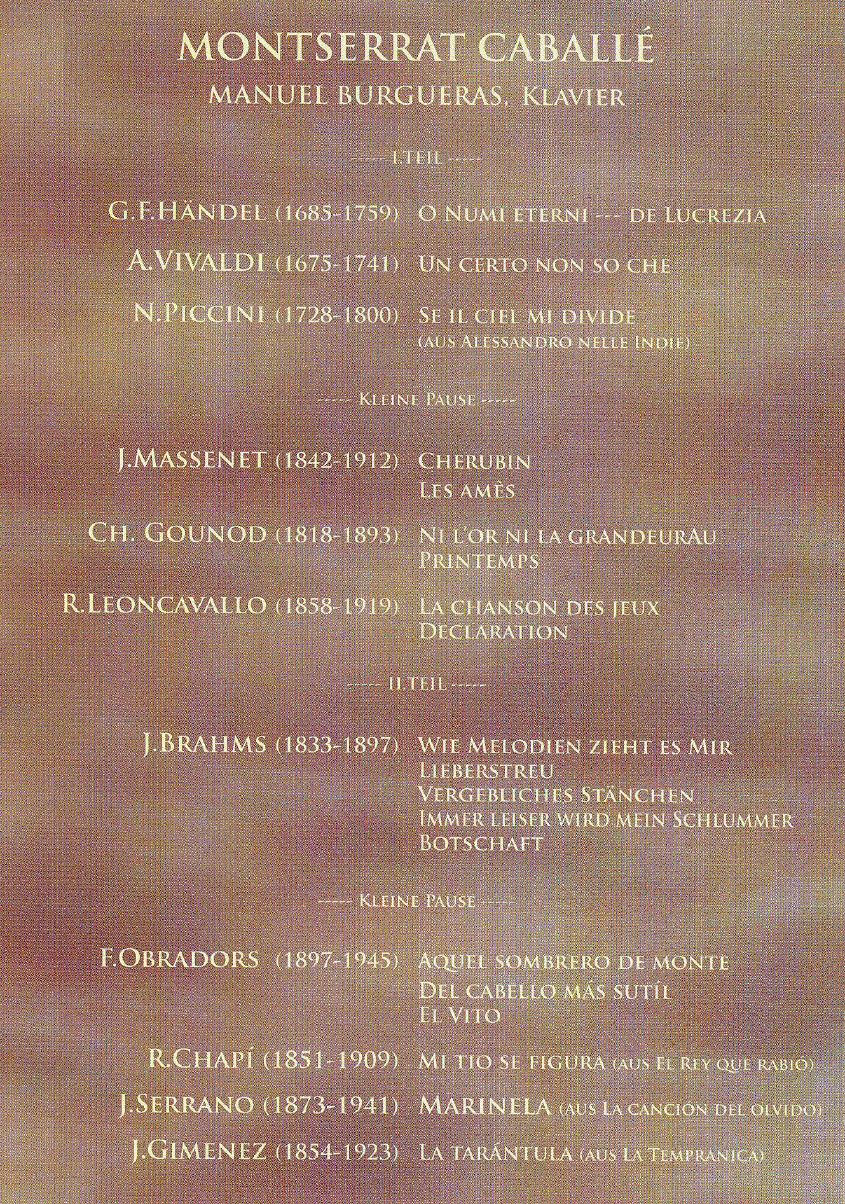 MONTSERRAT CABALLÉ
MANUEL BURGUERAS, KLAVIER
----- I.TEIL -----
G.F.HÄNDEL (1685-1759) O NUMI ETERNI --- DE LUCREZIA
A.VIVALDI (1675-1741) UN CERTO NON SO CHE
N.PICCINI (1728-1800) SE IL CIEL MI DIVIDE
(AUS ALESSANDRO NELLE INDIE)
----- KLEINE PAUSE -----
J.MASSENET (1842-1912) CHERUBIN
LES AMÊS
CH. GOUNOD (1818-1893) NI L'OR NI LA GRANDEURAU
PRINTEMPS
R.LEONCAVALLO (1858-1919) LA CHANSON DES JEUX
DECLARATION
----- II.TEIL -----
J.BRAHMS (1833-1897) WIE MELODIEN ZIEHT ES MIR
LIEBERSTREU
VERGEBLICHES STÄNCHEN
IMMER LEISER WIRD MEIN SCHLUMMER
BOTSCHAFT
----- KLEINE PAUSE -----
F.OBRADORS (1897-1945) AQUEL SOMBRERO DE MONTE
DEL CABELLO MÁS SUTÍL
EL VITO
R.CHAPÍ (1851-1909) MI TIO SE FIGURA (AUS EL REY QUE RABIÓ)
J.SERRANO (1873-1941) MARINELA (AUS LA CANCIÓN DEL OLVIDO)
J.GIMENEZ (1854-1923) LA TARÁNTULA (AUS LA TEMPRANICA)